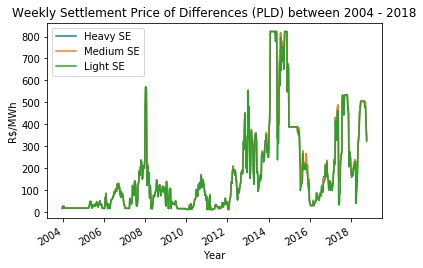 Weekly Settlement Price of Differences (PLD) between 2004 - 2018
Heavy SE
Medium SE
Light SE
R$/MWh
800
700
600
500
400
300
200
100
0
2004
2006
2008
2010
2012
2014
2016
2018
Year